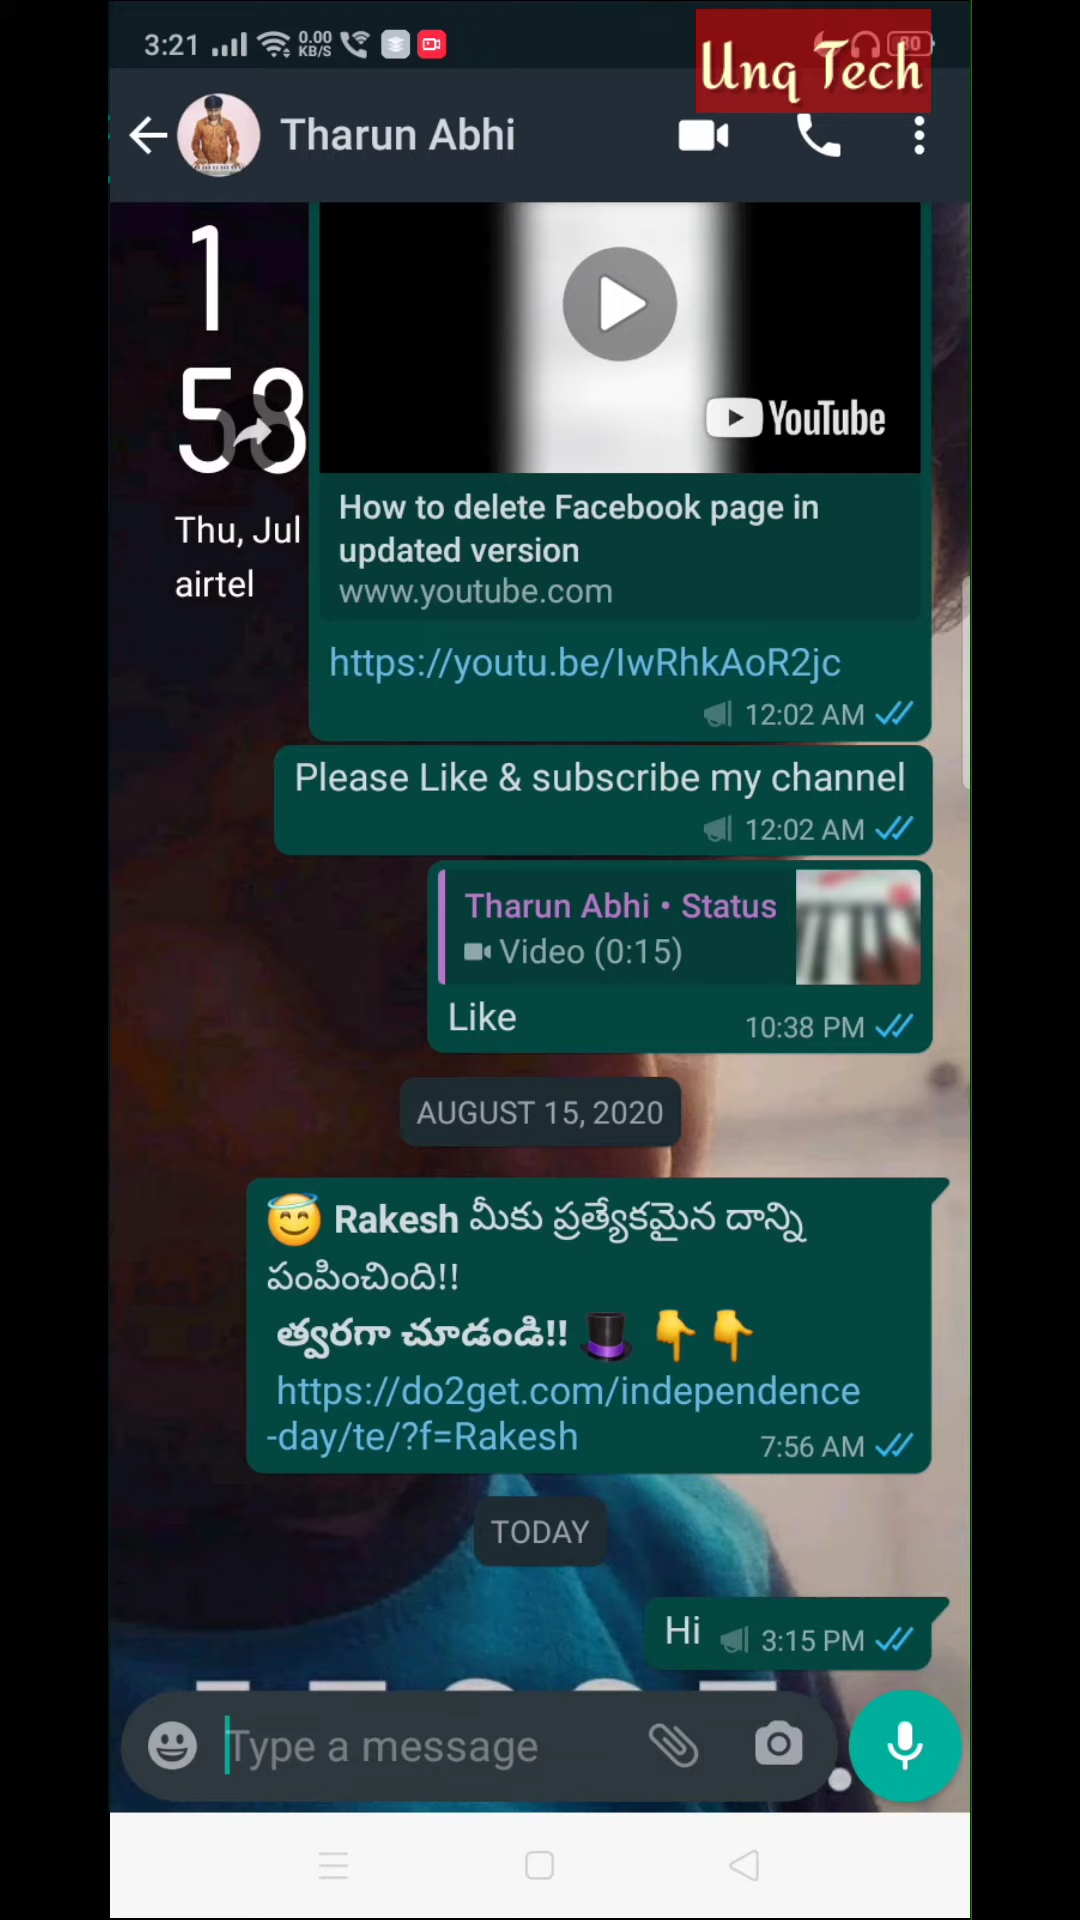 3:21
0.00 KB/S
80
Unq Tech
Tharun Abhi
1
58
Thu, Jul
airtel
YouTube
How to delete Facebook page in
updated version
www.youtube.com
https://youtu.be/IwRhkAoR2jc
12:02 AM
Please Like & subscribe my channel
12:02 AM
Tharun Abhi • Status
Video (0:15)
Like
10:38 PM
AUGUST 15, 2020
Rakesh మీకు ప్రత్యేకమైన దాన్ని
పంపించింది!!
త్వరగా చూడండి!!
https://do2get.com/independence
-day/te/?f=Rakesh
7:56 AM
TODAY
Hi 3:15 PM
Type a message